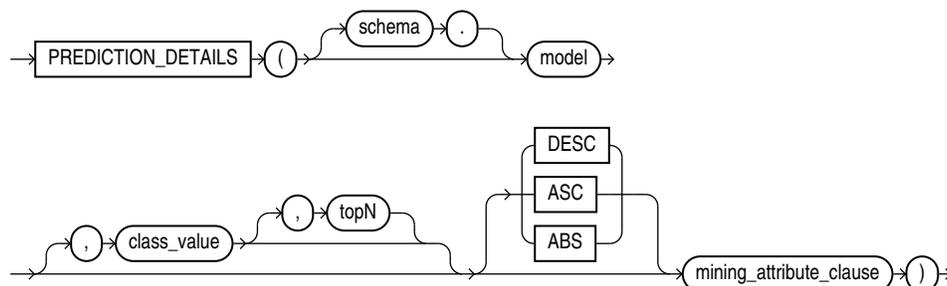 schema .
PREDICTION_DETAILS ( model
DESC
ASC
, topN
, class_value
ABS
mining_attribute_clause )